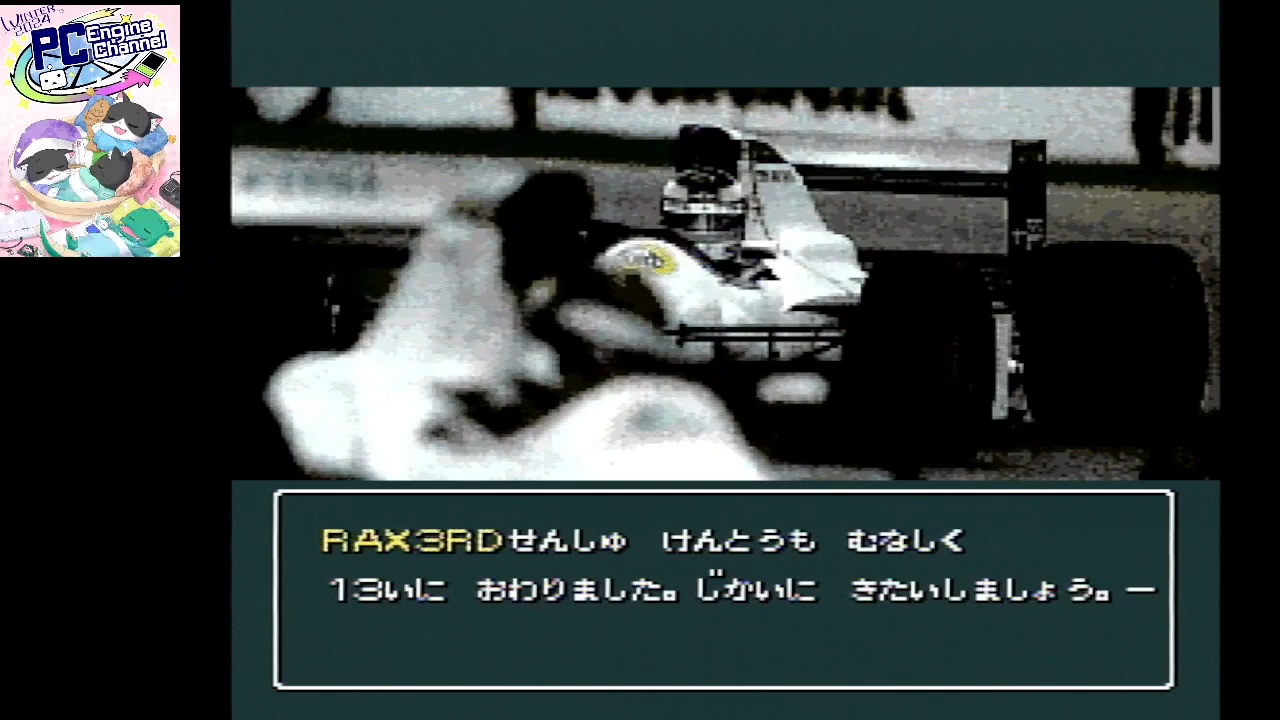 WINTER
2024
PC Engine
Channel
RAX3RDせんしゅ　けんとうも　むなしく
13いに　おわりました。じかいに　きたいしましょう。ー